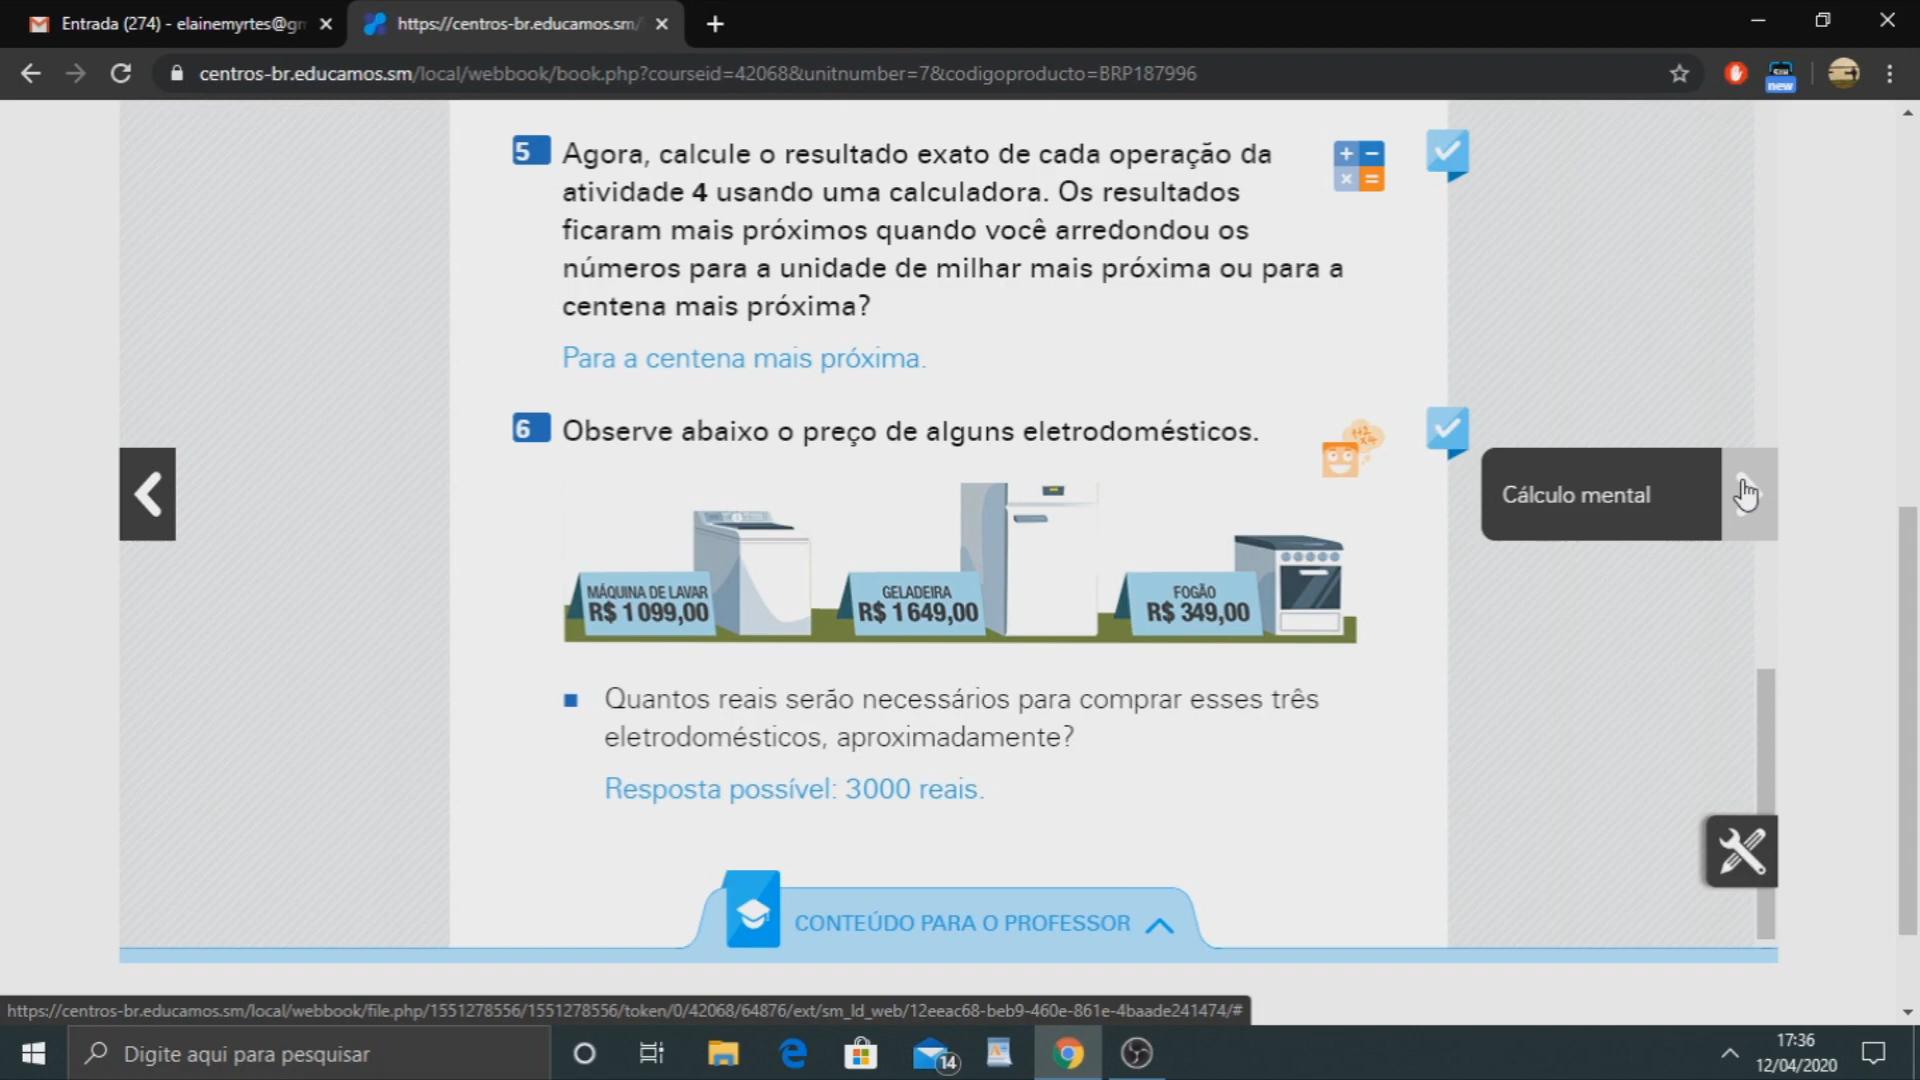 Entrada (274) - elainemyrtes@gm
https://centros-br.educamos.sm/
centros-br.educamos.sm/local/webbook/book.php?courseid=42068&unitnumber=7&codigoproducto=BRP187996
new
5 Agora, calcule o resultado exato de cada operação da
atividade 4 usando uma calculadora. Os resultados
ficaram mais próximos quando você arredondou os
números para a unidade de milhar mais próxima ou para a
centena mais próxima?
Para a centena mais próxima.
6 Observe abaixo o preço de alguns eletrodomésticos.
Cálculo mental
MÁQUINA DE LAVAR
R$ 1 099,00
GELADEIRA
R$ 1 649,00
FOGÃO
R$ 349,00
Quantos reais serão necessários para comprar esses três
eletrodomésticos, aproximadamente?
Resposta possível: 3000 reais.
CONTEÚDO PARA O PROFESSOR
https://centros-br.educamos.sm/local/webbook/file.php/1551278556/1551278556/token/0/42068/64876/ext/sm_ld_web/12eeac68-beb9-460e-861e-4baade241474/#
Digite aqui para pesquisar
14
17:36
12/04/2020